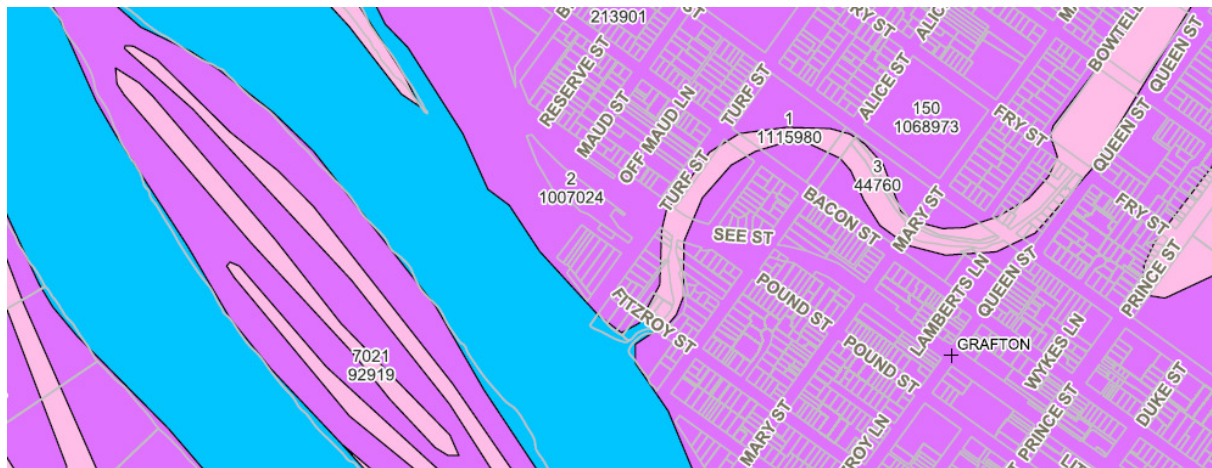 213901
RY ST
ALIC
BOWTELL
QUEEN ST
RESERVE ST
MAUD ST
OFF MAUD LN
TURF ST
ALICE ST
150
1068973
FRY ST
QUEEN ST
1
1115980
3
44760
2
1007024
TURF ST
BACON ST
MARY ST
FRY ST
SEE ST
LAMBERTS LN
QUEEN ST
PRINCE ST
FITZROY ST
POUND ST
POUND ST
GRAFTON
WYKES LN
7021
92919
DUKE ST
PRINCE ST
MARY ST
ROY LN